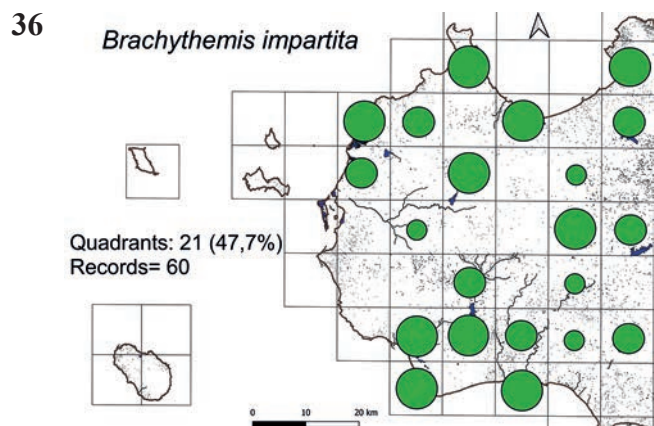 36
Brachythemis impartita
Quadrants: 21 (47,7%)
Records= 60
0 10 20 km